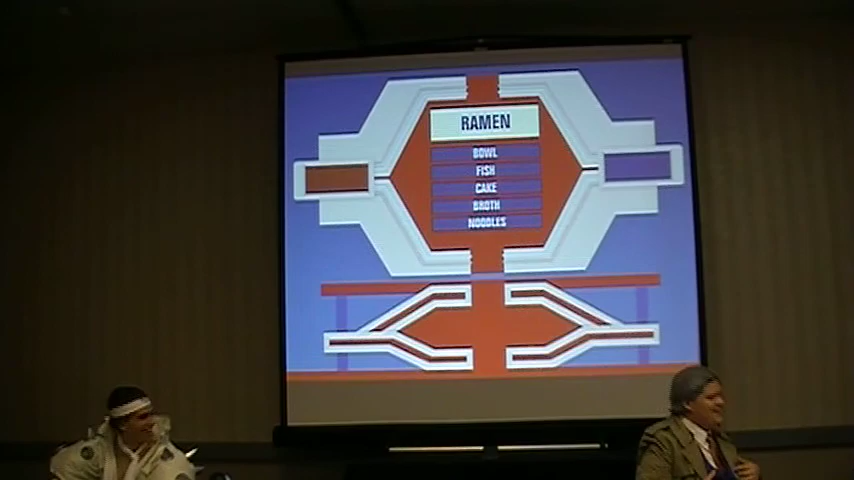 RAMEN
BOWL
FISH
CAKE
BROTH
NOODLES